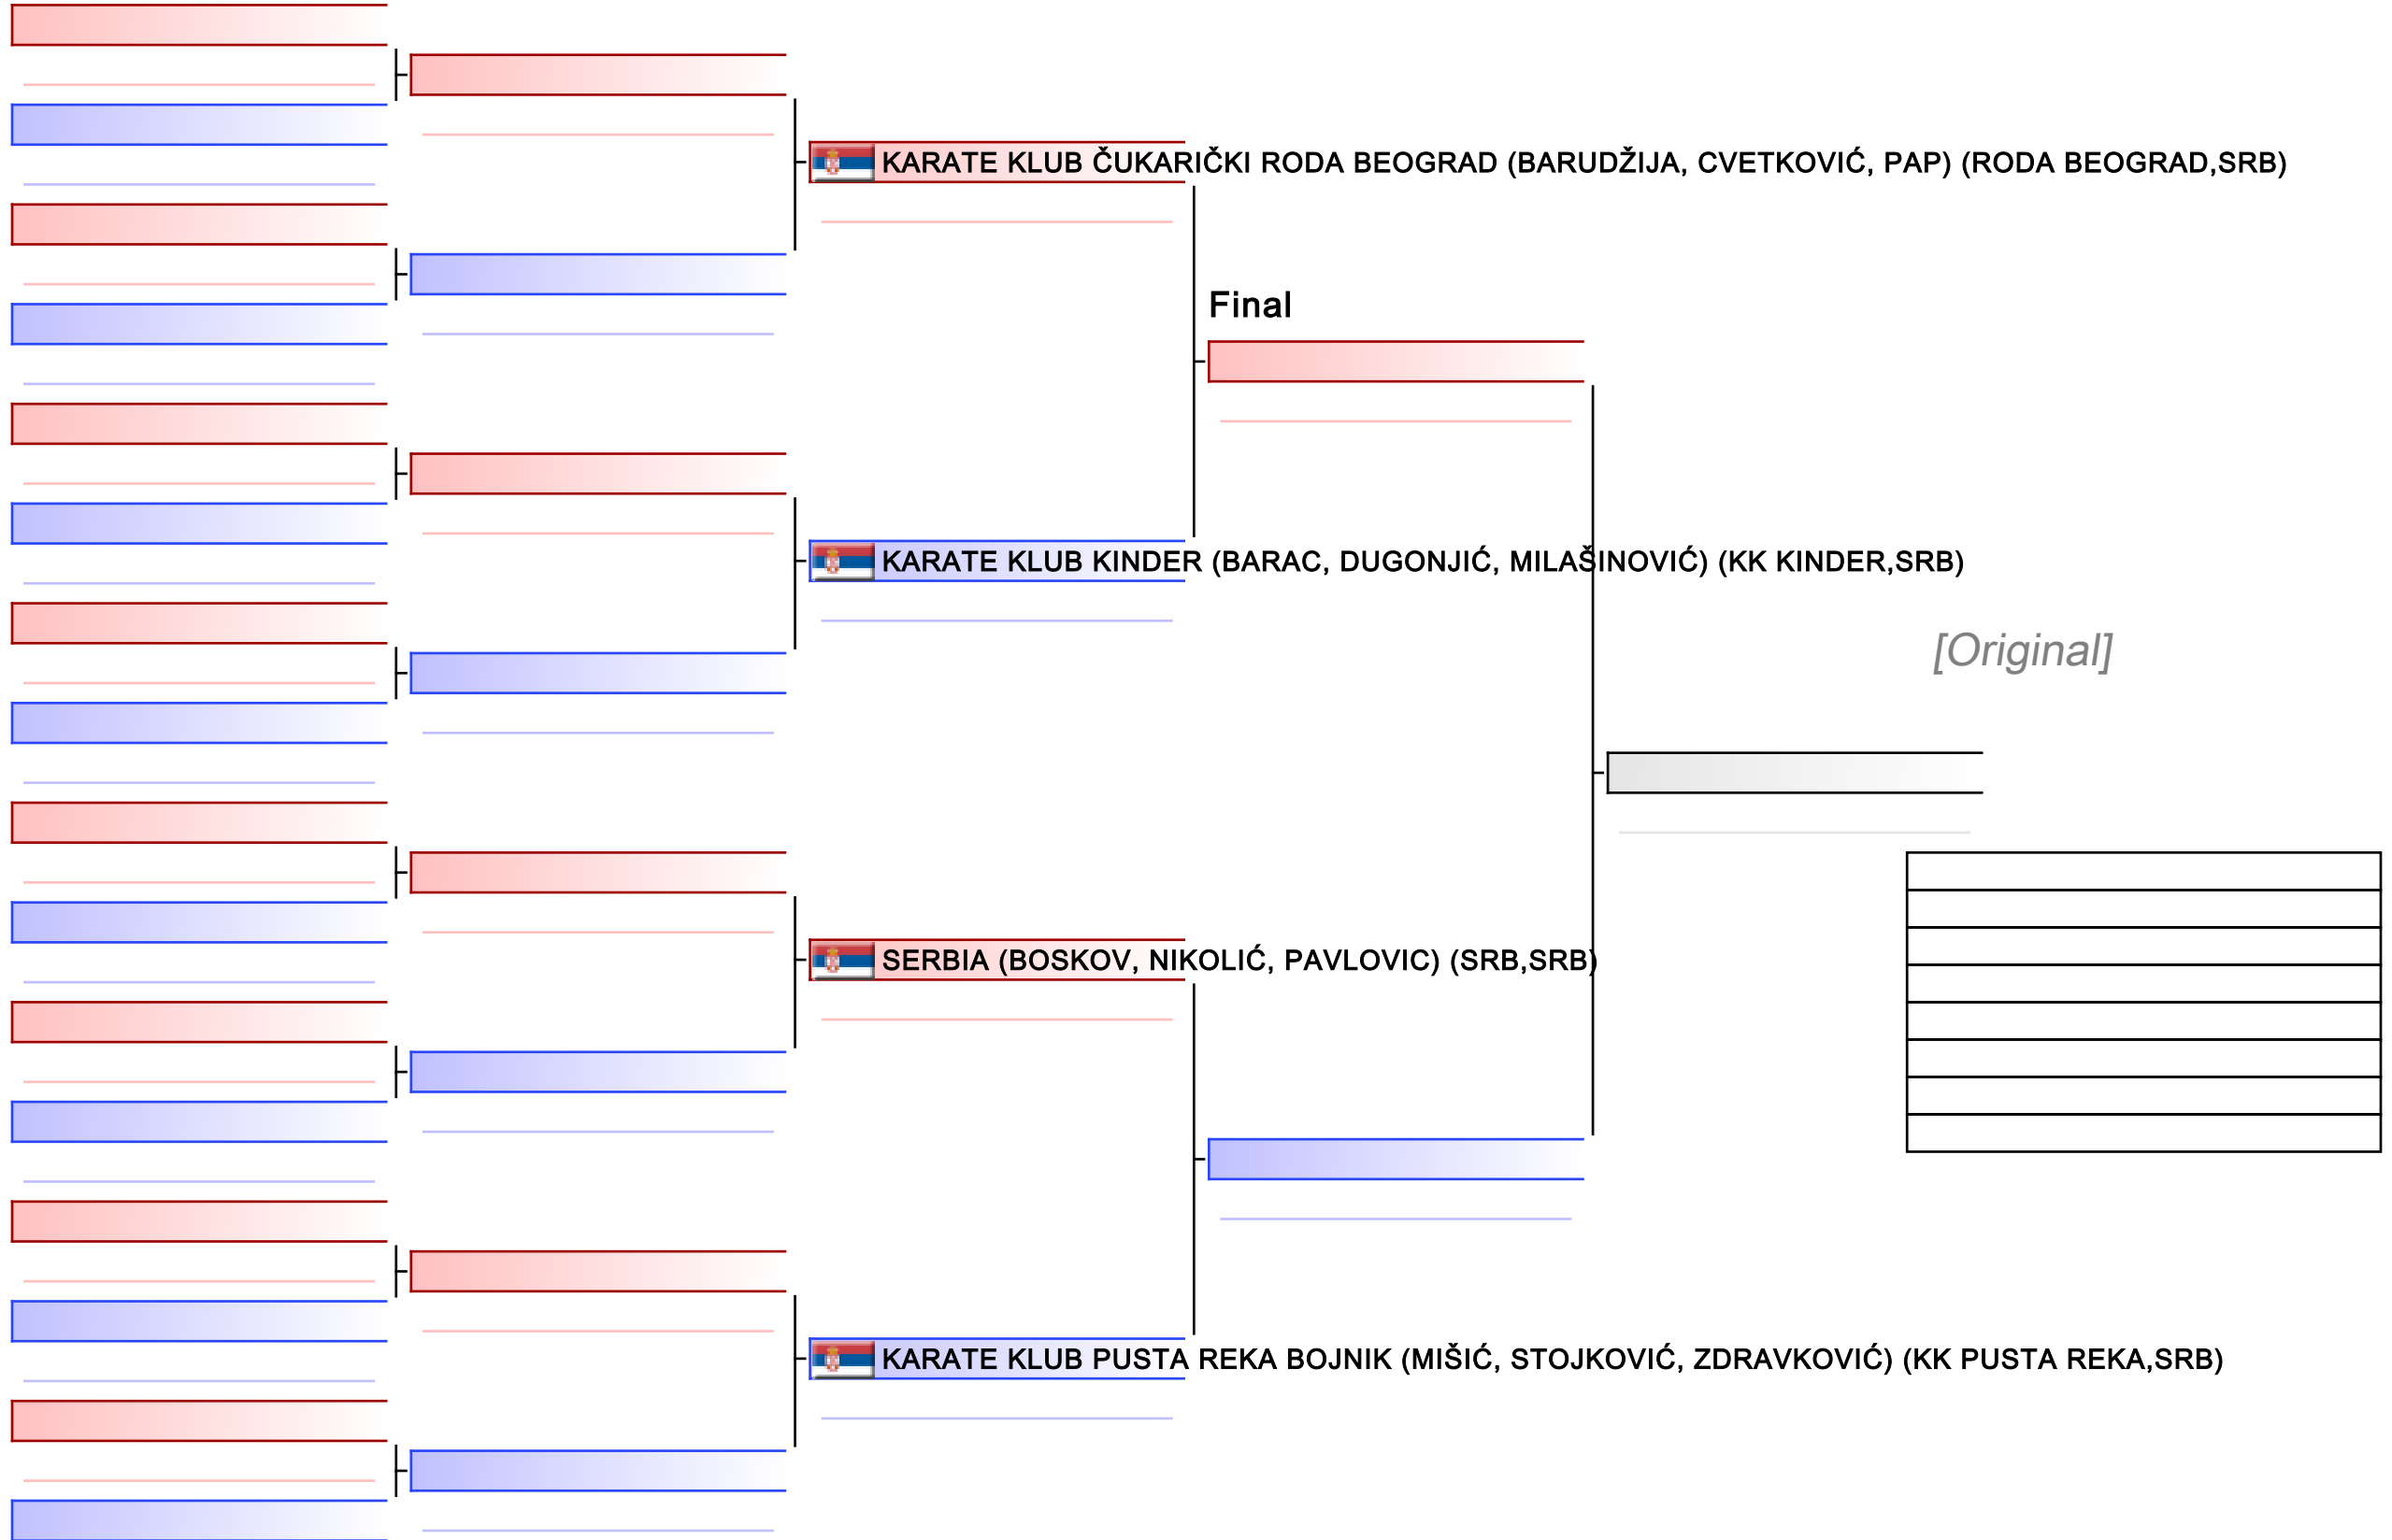 KARATE KLUB ČUKARIČKI RODA BEOGRAD (BARUDŽIJA, CVETKOVIĆ, PAP) (RODA BEOGRAD,SRB)
Final
KARATE KLUB KINDER (BARAC, DUGONJIĆ, MILAŠINOVIĆ) (KK KINDER,SRB)
[Original]
SERBIA (BOSKOV, NIKOLIĆ, PAVLOVIC) (SRB,SRB)
KARATE KLUB PUSTA REKA BOJNIK (MIŠIĆ, STOJKOVIĆ, ZDRAVKOVIĆ) (KK PUSTA REKA,SRB)